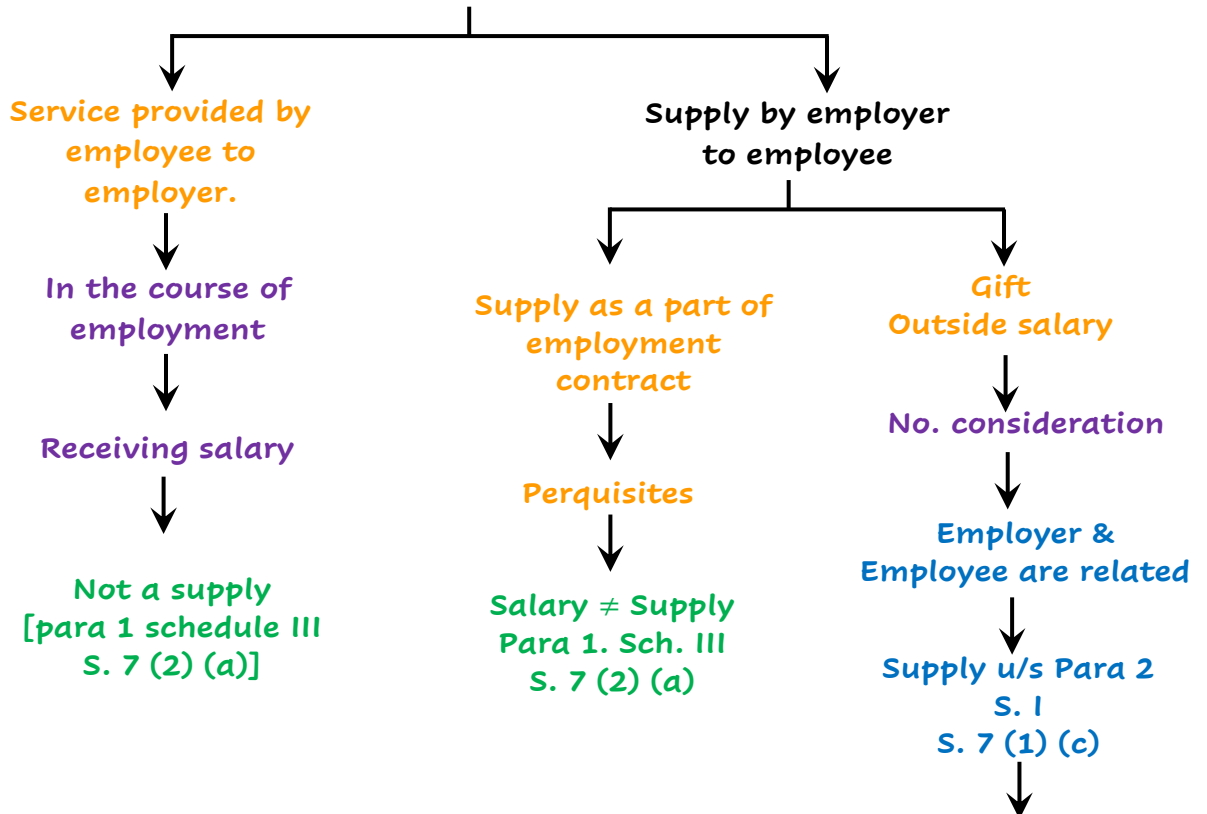 Service provided by
employee to
employer.
In the course of
employment
Receiving salary
Not a supply
[para 1 schedule III
S. 7 (2) (a)]
Supply by employer
to employee
Supply as a part of
employment
contract
Perquisites
Salary ≠ Supply
Para 1. Sch. III
S. 7 (2) (a)
Gift
Outside salary
No. consideration
Employer &
Employee are related
Supply u/s Para 2
S. I
S. 7 (1) (c)